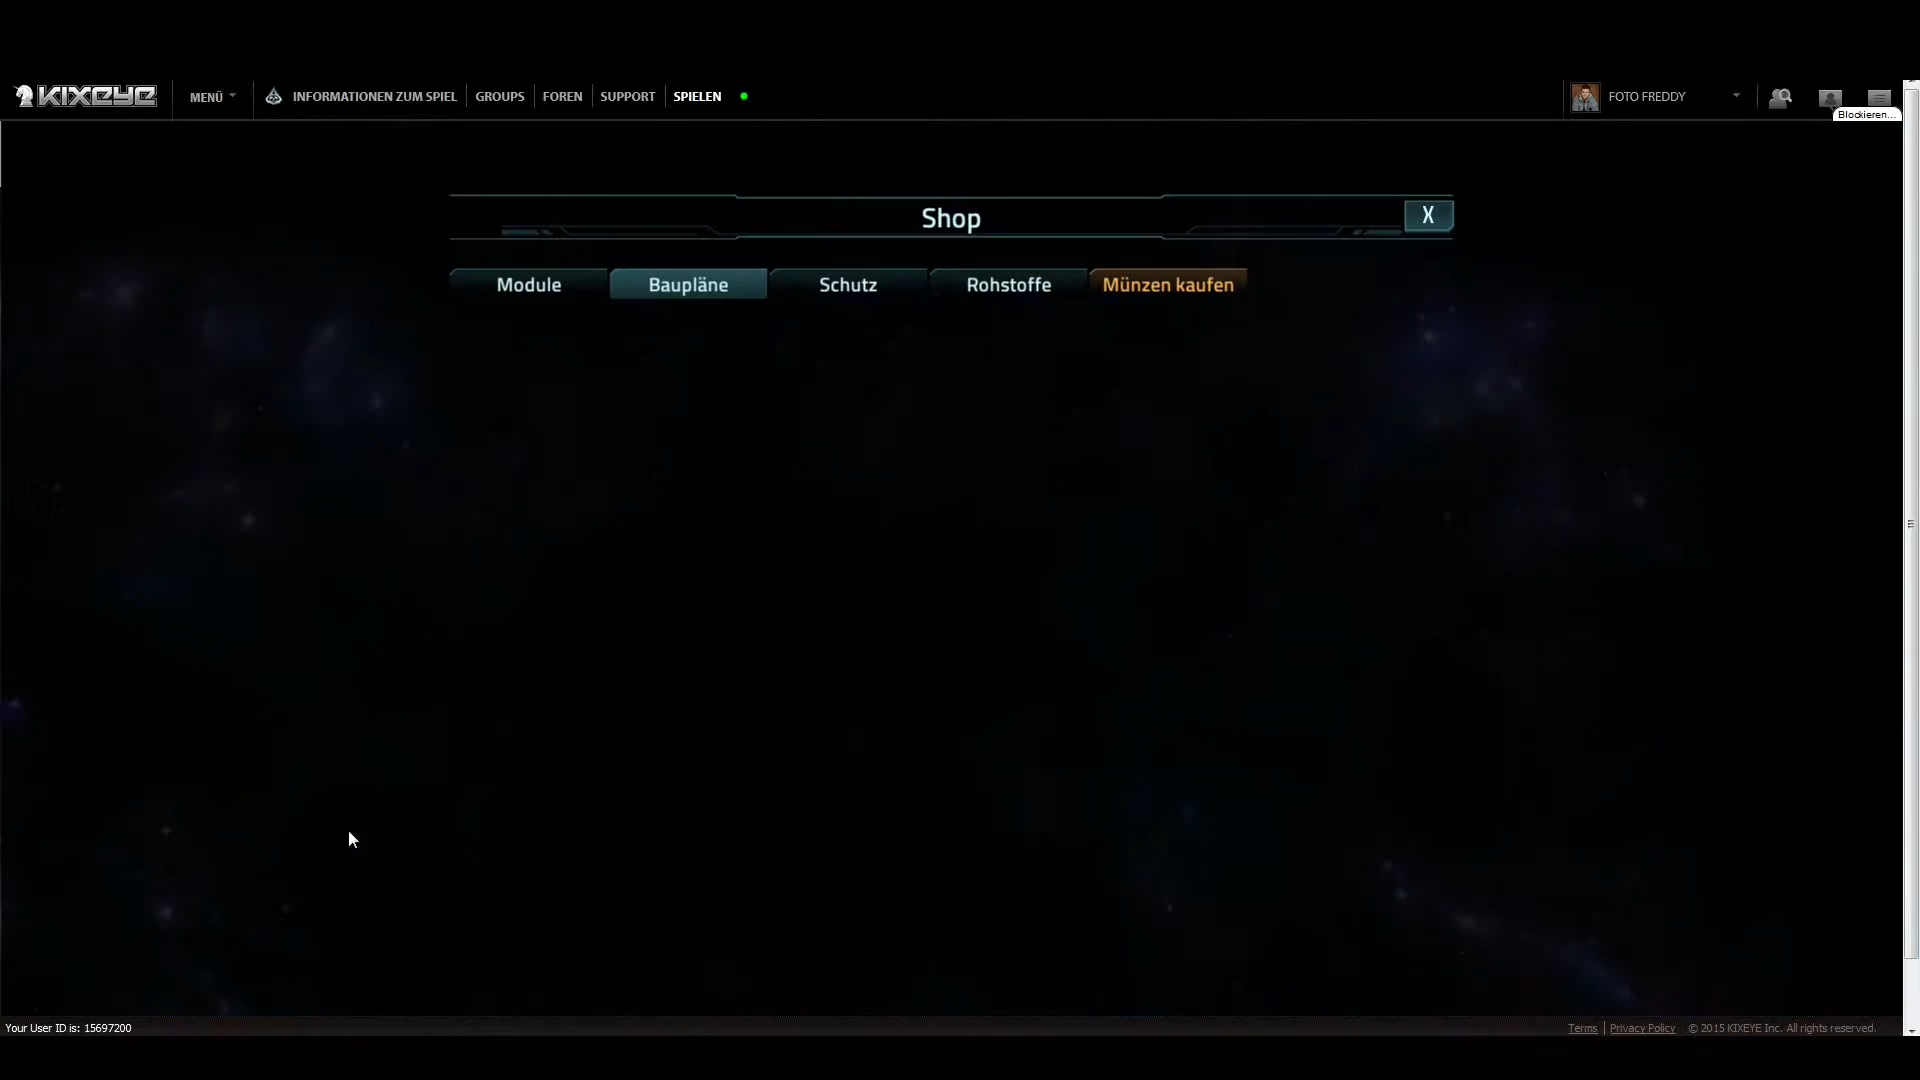 KIXEYE MENÜ INFORMATIONEN ZUM SPIEL GROUPS FOREN SUPPORT SPIELEN FOTO FREDDY
Blockieren...
Shop X
Module Baupläne Schutz Rohstoffe Münzen kaufen
Your User ID is: 15697200 Terms Privacy Policy © 2015 KIXEYE Inc. All rights reserved.